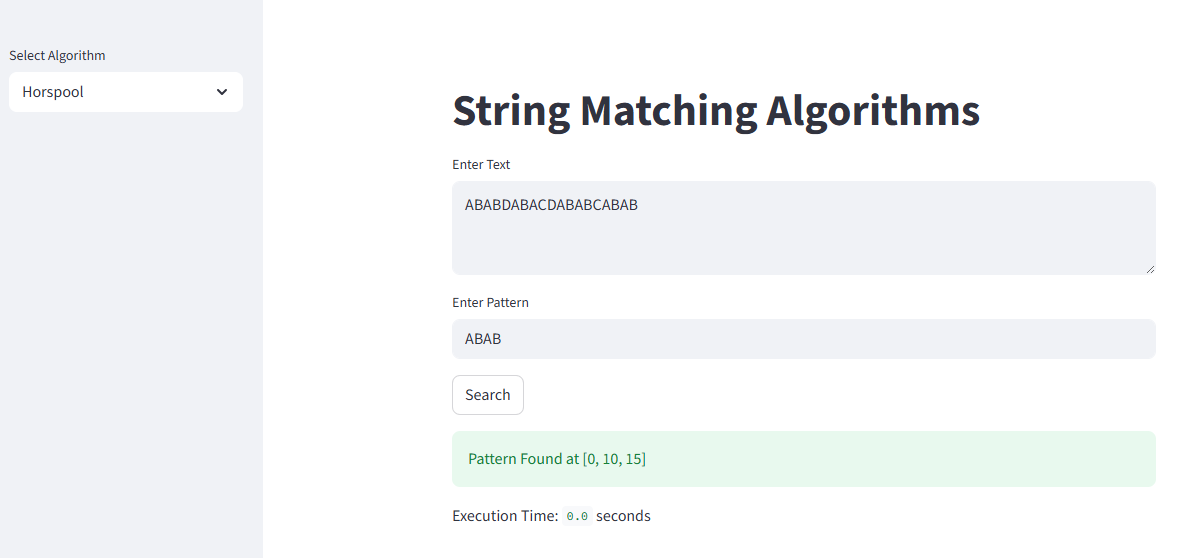 Select Algorithm
Horspool
String Matching Algorithms
Enter Text
ABABDABACDABABCABAB
Enter Pattern
ABAB
Search
Pattern Found at [0, 10, 15]
Execution Time: 0.0 seconds